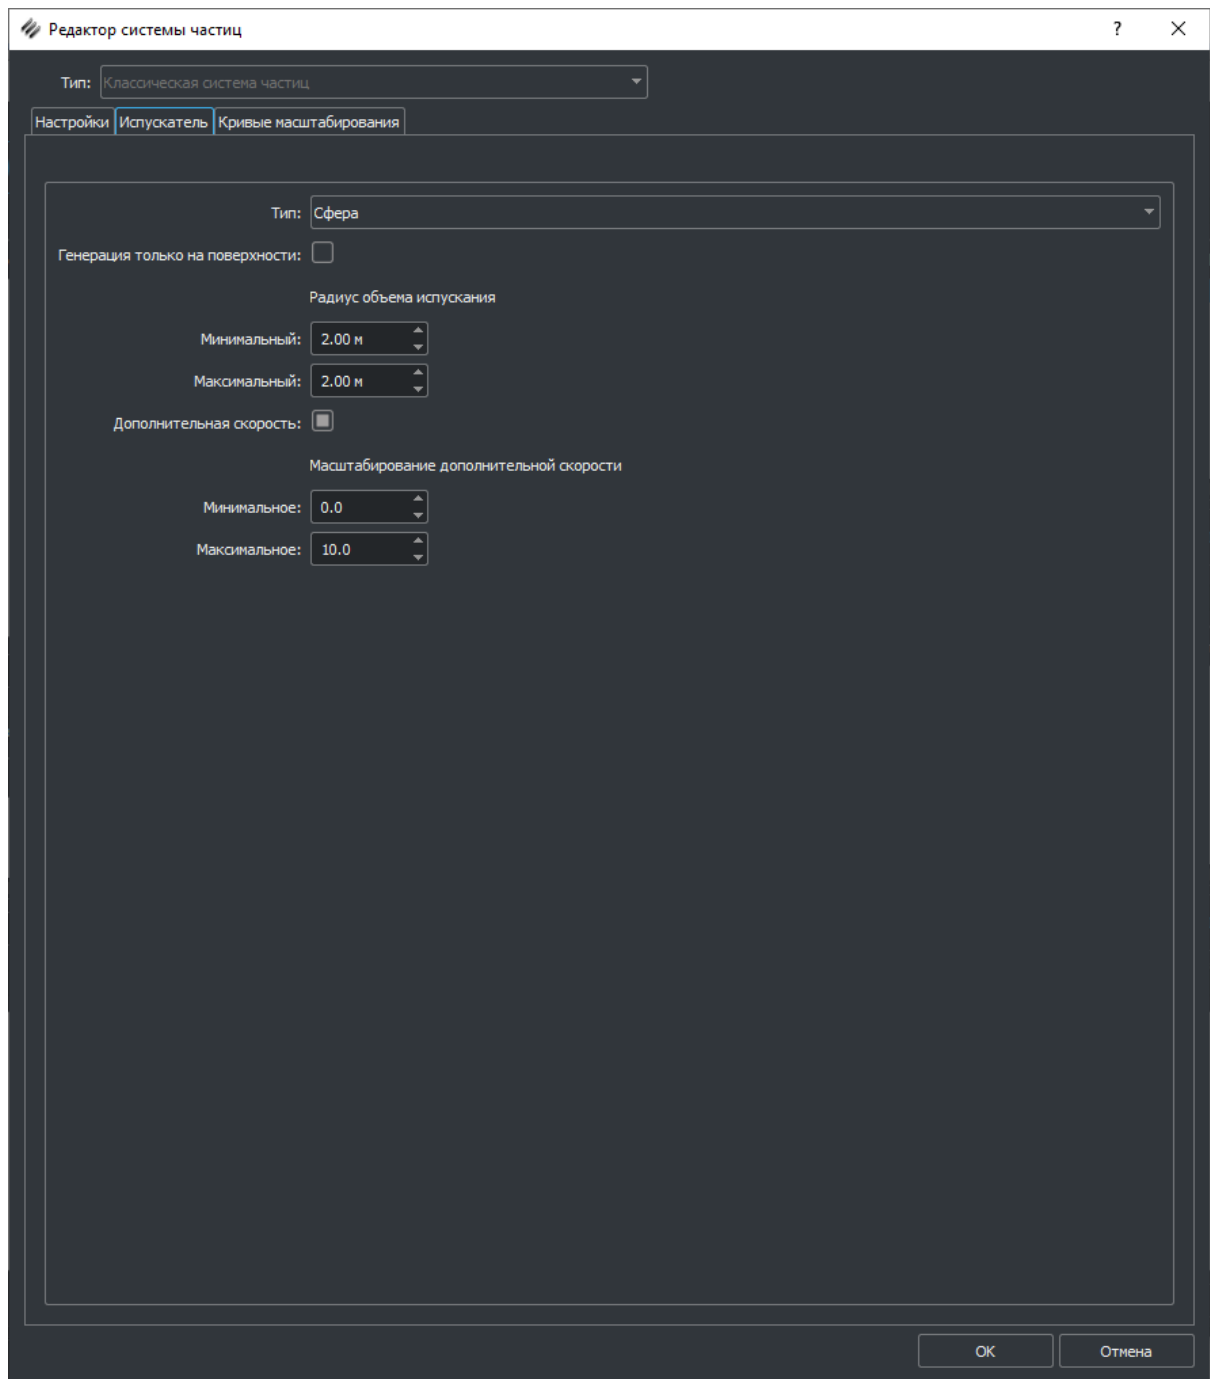 Редактор системы частиц ?
Тип: Классическая система частиц
Настройки Испускатель Кривые масштабирования
Тип: Сфера
Генерация только на поверхности:
Радиус объема испускания
Минимальный: 2.00 м
Максимальный: 2.00 м
Дополнительная скорость:
Масштабирование дополнительной скорости
Минимальное: 0.0
Максимальное: 10.0
OK Отмена